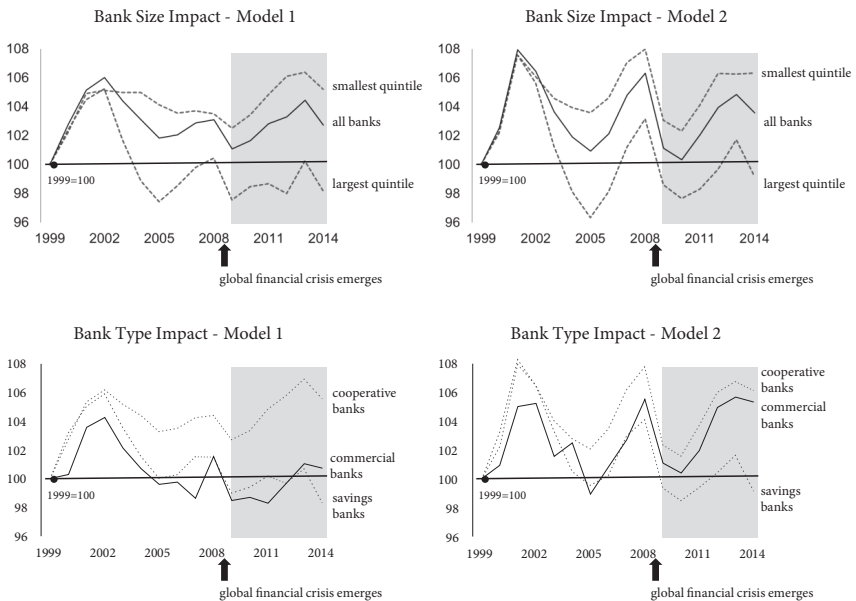 Bank Size Impact - Model 1
108
106
104
102
100
98
96
1999=100
smallest quintile
all banks
largest quintile
1999 2002 2005 2008 2011 2014
global financial crisis emerges
Bank Size Impact - Model 2
108
106
104
102
100
98
96
1999=100
smallest quintile
all banks
largest quintile
1999 2002 2005 2008 2011 2014
global financial crisis emerges
Bank Type Impact - Model 1
108
106
104
102
100
98
96
1999=100
cooperative
banks
commercial
banks
savings
banks
1999 2002 2005 2008 2011 2014
global financial crisis emerges
Bank Type Impact - Model 2
108
106
104
102
100
98
96
1999=100
cooperative
banks
commercial
banks
savings
banks
1999 2002 2005 2008 2011 2014
global financial crisis emerges